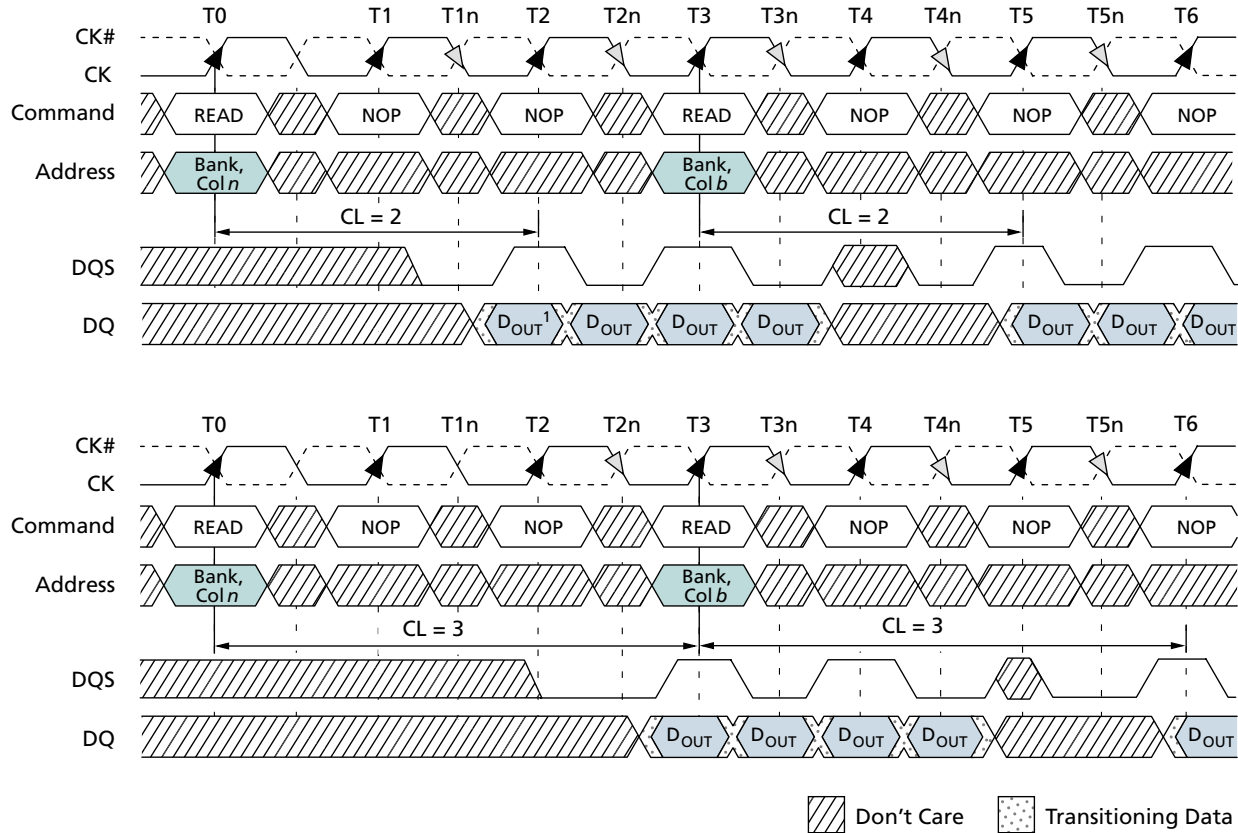 T0 T1 T1n T2 T2n T3 T3n T4 T4n T5 T5n T6
CK#
CK
Command READ NOP NOP READ NOP NOP NOP
Address Bank, Col n Bank, Col b
CL = 2 CL = 2
DQS
DQ DOUT1 DOUT DOUT DOUT DOUT DOUT DOUT
T0 T1 T1n T2 T2n T3 T3n T4 T4n T5 T5n T6
CK#
CK
Command READ NOP NOP READ NOP NOP NOP
Address Bank, Col n Bank, Col b
CL = 3 CL = 3
DQS
DQ DOUT DOUT DOUT DOUT DOUT
Don't Care Transitioning Data